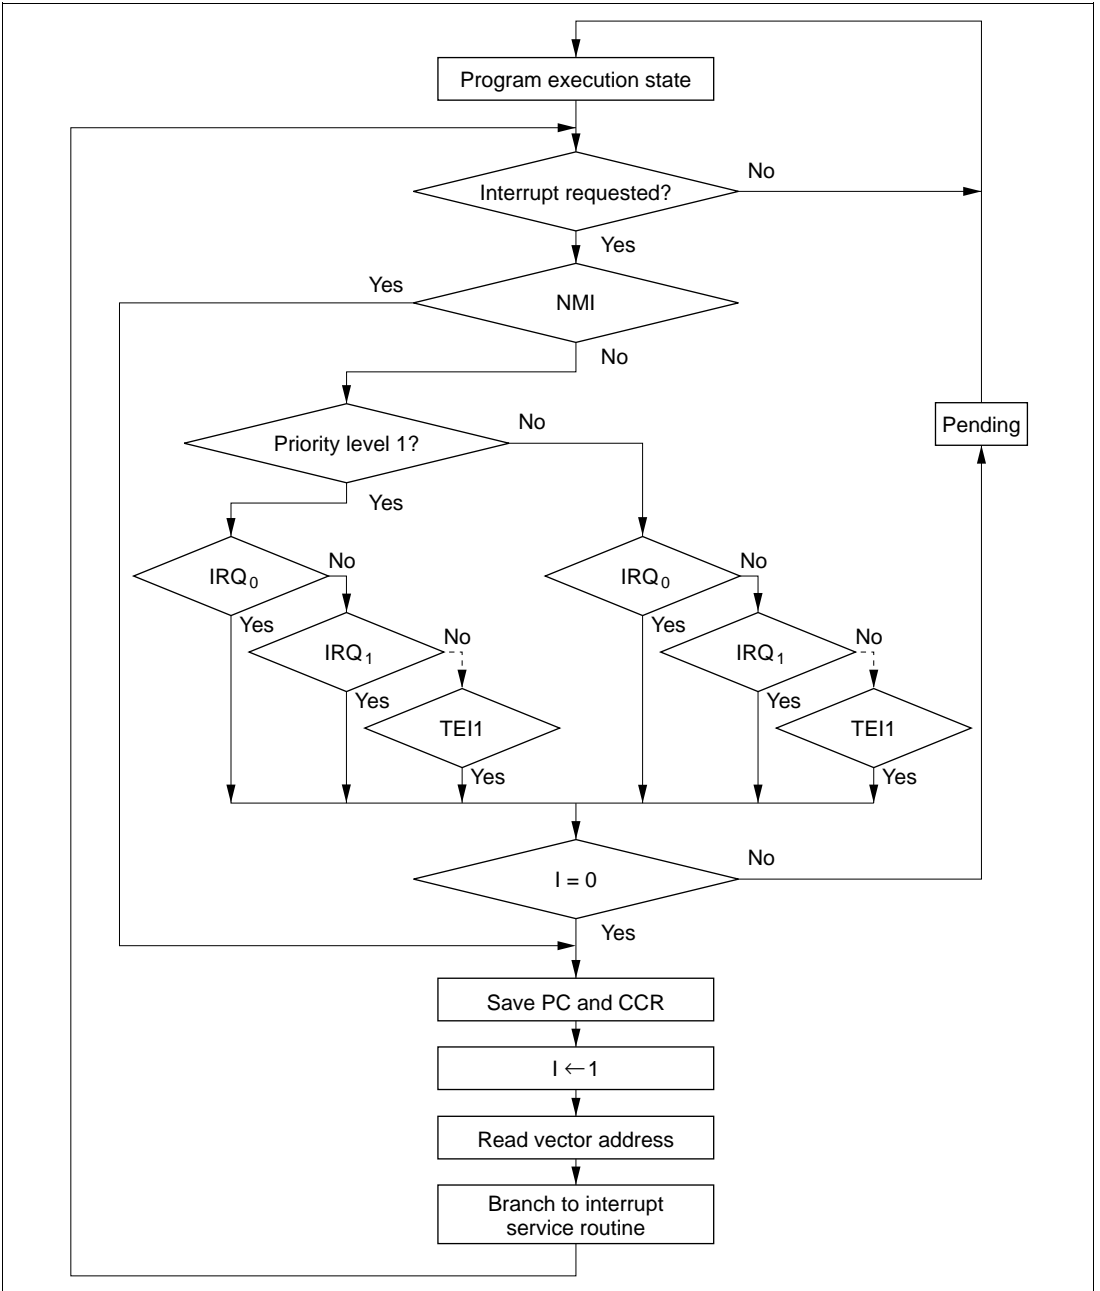 Program execution state
Interrupt requested?
No
Yes
Yes
NMI
No
Priority level 1?
No
Pending
Yes
IRQ0
No
IRQ0
No
Yes
IRQ1
No
Yes
IRQ1
No
Yes
TEI1
Yes
TEI1
Yes
Yes
I = 0
No
Yes
Save PC and CCR
I ← 1
Read vector address
Branch to interrupt
service routine